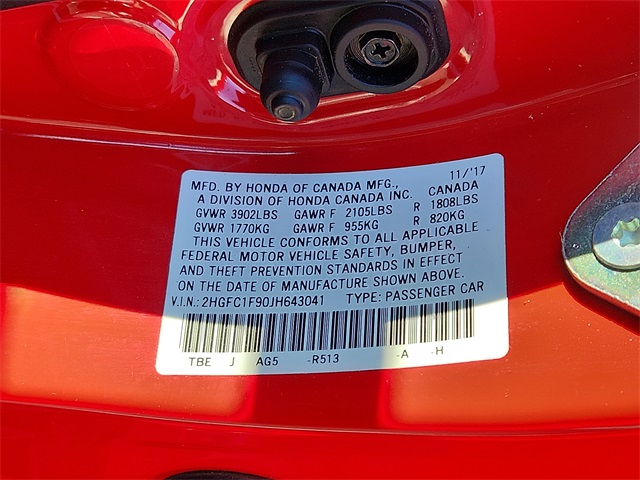 MFD. BY HONDA OF CANADA MFG., 11/'17
A DIVISION OF HONDA CANADA INC. CANADA
GVWR 3902LBS GAWR F 2105LBS R 1808LBS
GVWR 1770KG GAWR F 955KG R 820KG
THIS VEHICLE CONFORMS TO ALL APPLICABLE
FEDERAL MOTOR VEHICLE SAFETY, BUMPER,
AND THEFT PREVENTION STANDARDS IN EFFECT
ON THE DATE OF MANUFACTURE SHOWN ABOVE.
V.I.N.: 2HGFC1F90JH643041 TYPE: PASSENGER CAR
TBE J AG5 -R513 -A -H